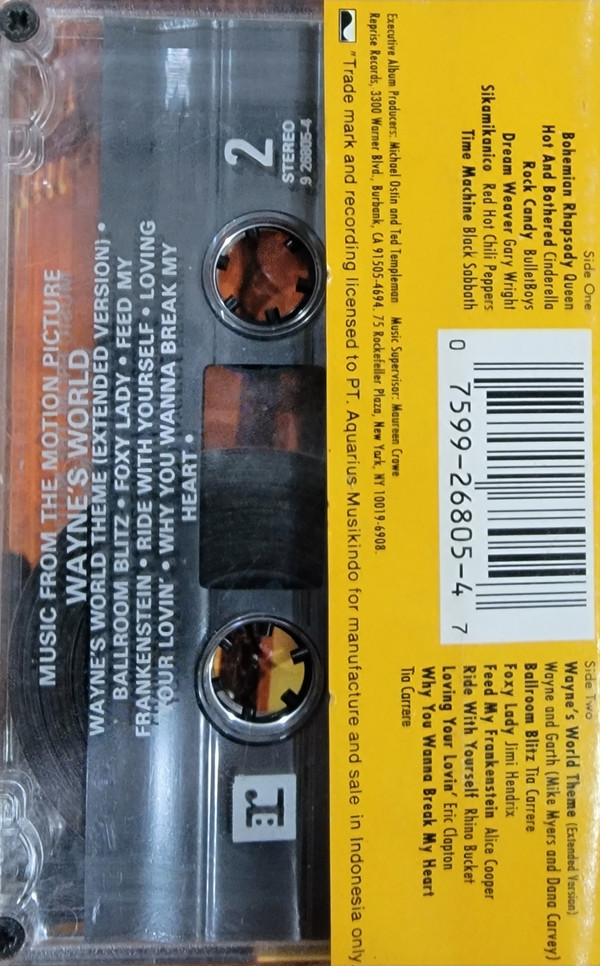 Side One
Bohemian Rhapsody Queen
Hot And Bothered Cinderella
Rock Candy BulletBoys
Dream Weaver Gary Wright
Sikamikanico Red Hot Chili Peppers
Time Machine Black Sabbath
0 7599-26805-4 7
Side Two
Wayne's World Theme (Extended Version)
Wayne and Garth (Mike Myers and Dana Carvey)
Ballroom Blitz Tia Carrere
Foxy Lady Jimi Hendrix
Feed My Frankenstein Alice Cooper
Ride With Yourself Rhino Bucket
Loving Your Lovin' Eric Clapton
Why You Wanna Break My Heart
Tia Carrere
Executive Album Producers: Michael Ostin and Ted Templeman Music Supervisor: Maureen Crowe
Reprise Records, 3300 Warner Blvd., Burbank, CA 91505-4694. 75 Rockefeller Plaza, New York, NY 10019-6908.
"Trade mark and recording licensed to PT. Aquarius Musikindo for manufacture and sale in Indonesia only
2
STEREO
9 26805-4
MUSIC FROM THE MOTION PICTURE
WAYNE'S WORLD
WAYNE'S WORLD THEME (EXTENDED VERSION) •
BALLROOM BLITZ • FOXY LADY • FEED MY
FRANKENSTEIN • RIDE WITH YOURSELF • LOVING
YOUR LOVIN' • WHY YOU WANNA BREAK MY
HEART •